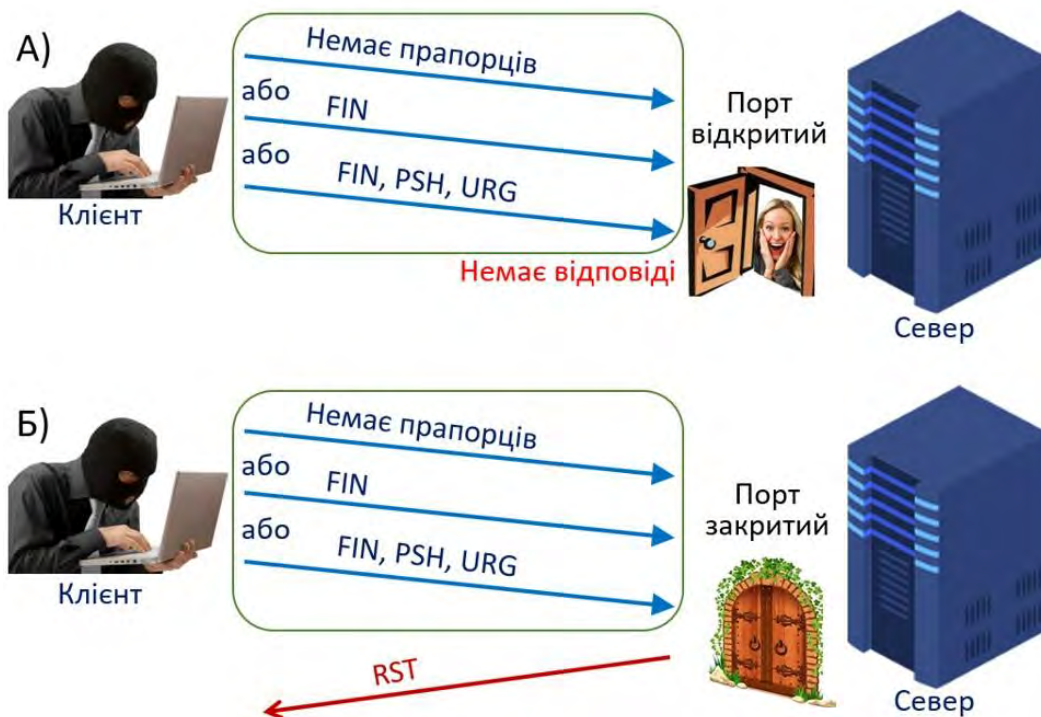 А)
Немає прапорців
або
FIN
або
FIN, PSH, URG
Порт
відкритий
Клієнт
Немає відповіді
Север
Б)
Немає прапорців
або
FIN
або
FIN, PSH, URG
Порт
закритий
Клієнт
RST
Север